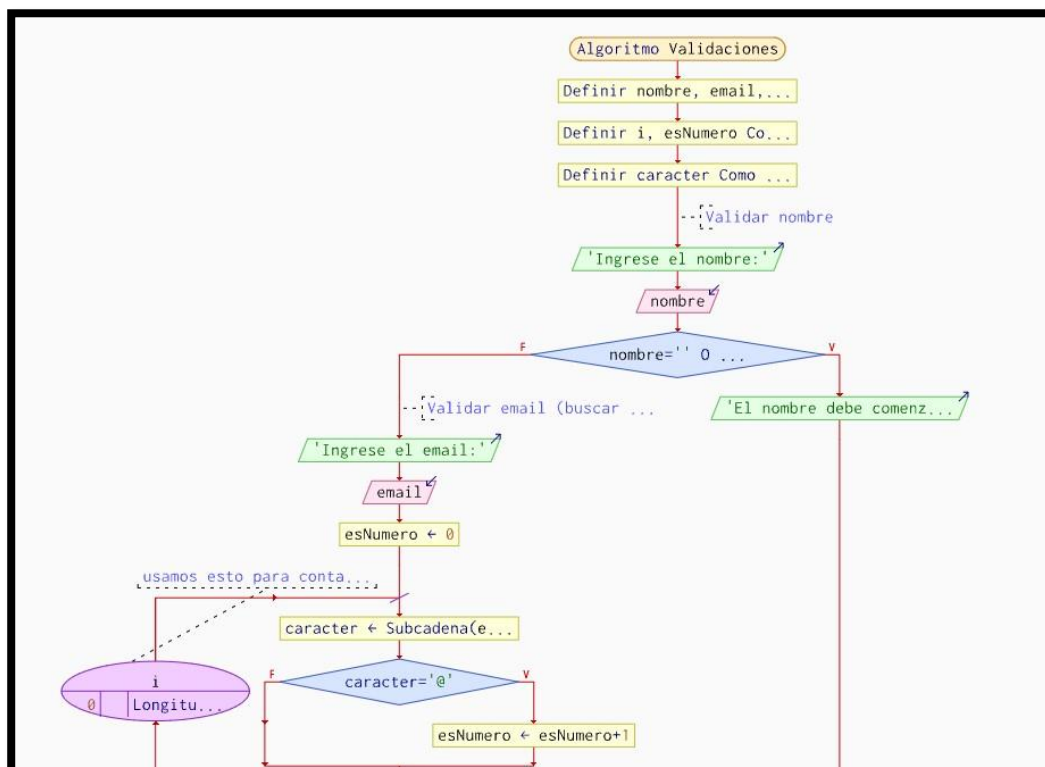 Algoritmo Validaciones
Definir nombre, email,...
Definir i, esNumero Co...
Definir caracter Como ...
Validar nombre
'Ingrese el nombre:'
nombre
F
nombre='' O ...
V
Validar email (buscar ...
'El nombre debe comenz...
'Ingrese el email:'
email
esNumero ← 0
usamos esto para conta...
caracter ← Subcadena(e...
F
caracter='@'
V
i
0
Longitu...
esNumero ← esNumero+1